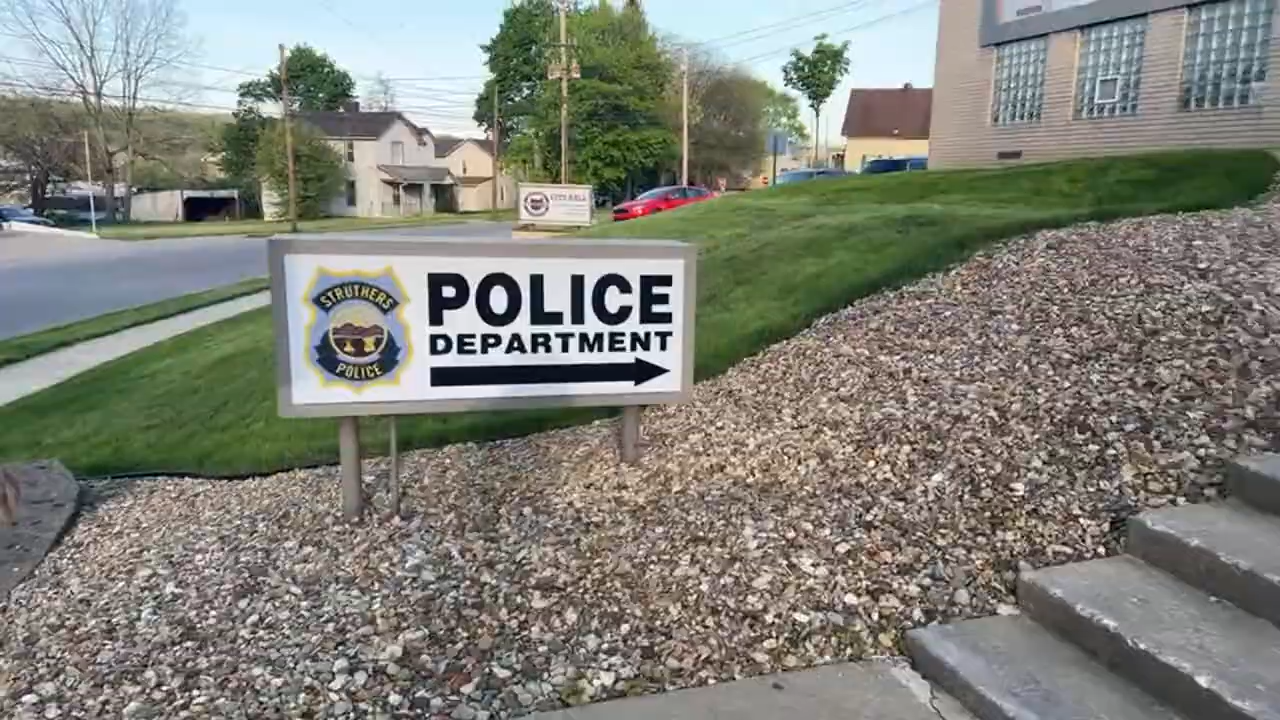 CITY HALL
STRUTHERS
POLICE
POLICE
DEPARTMENT